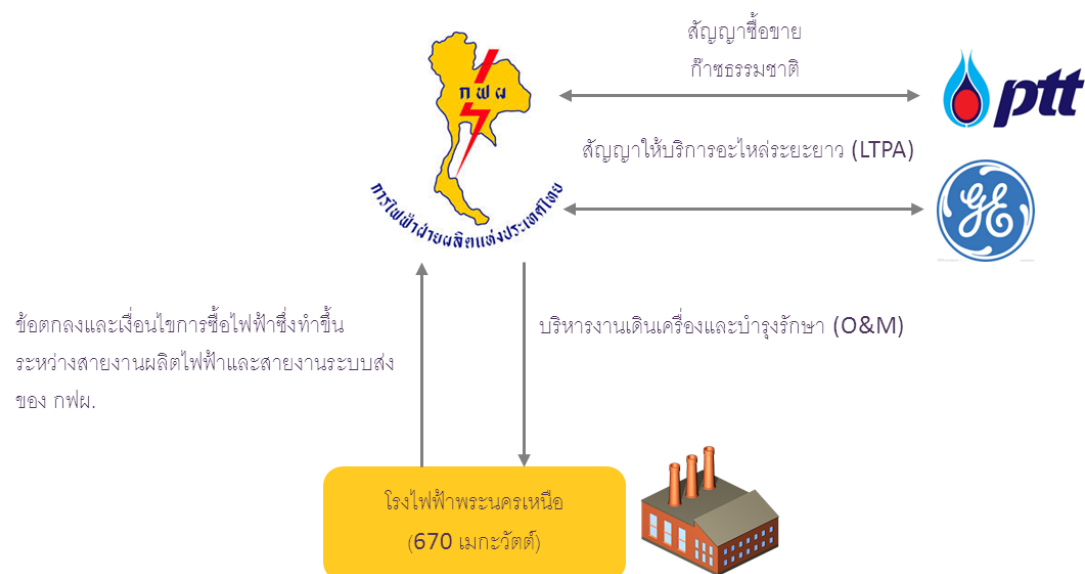 สัญญาซื้อขาย
ก๊าซธรรมชาติ
กฟผ
ptt
สัญญาให้บริการอะไหล่ระยะยาว (LTPA)
GE
การไฟฟ้าฝ่ายผลิตแห่งประเทศไทย
ข้อตกลงและเงื่อนไขการซื้อไฟฟ้าซึ่งทำขึ้น
ระหว่างสายงานผลิตไฟฟ้าและสายงานระบบส่ง
ของ กฟผ.
บริหารงานเดินเครื่องและบำรุงรักษา (O&M)
โรงไฟฟ้าพระนครเหนือ
(670 เมกะวัตต์)